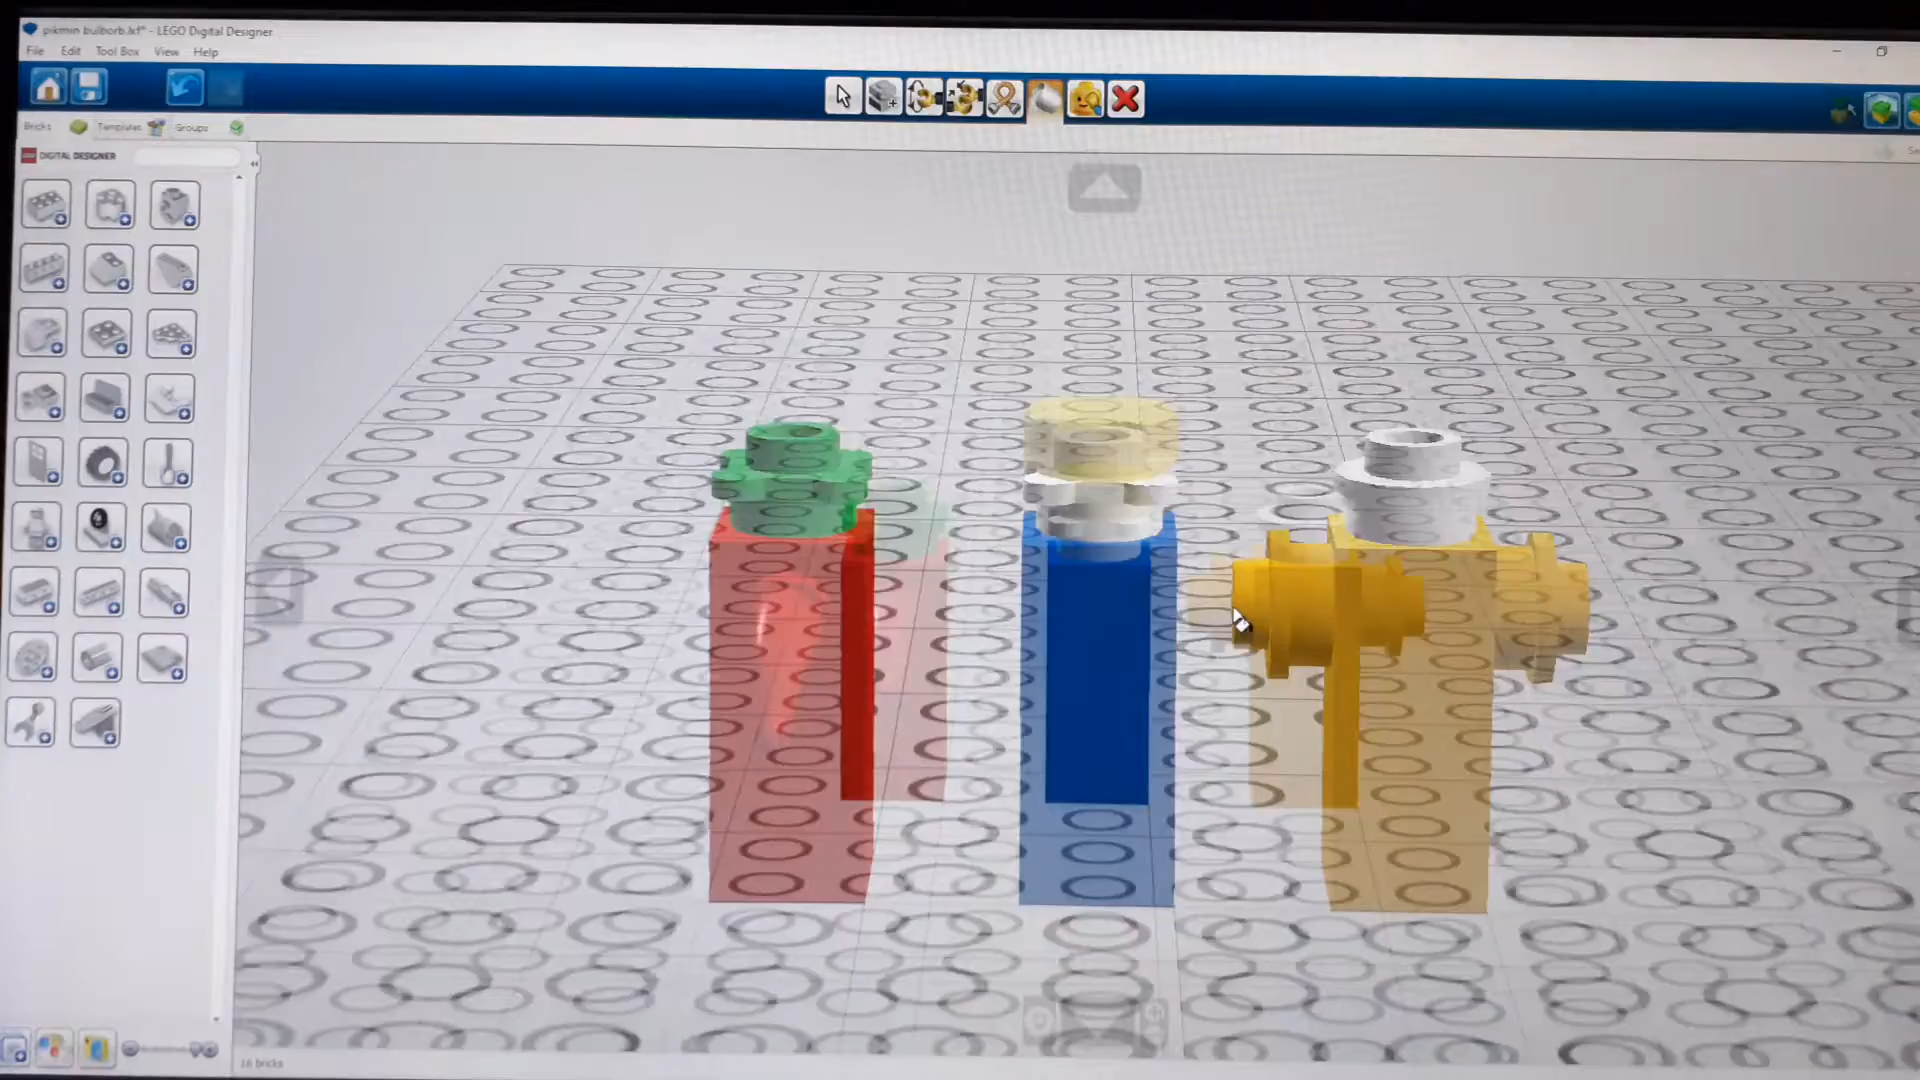 pikmin bulborb.lxf* - LEGO Digital Designer
File Edit Tool Box View Help
Bricks Templates Groups
DIGITAL DESIGNER
16 bricks